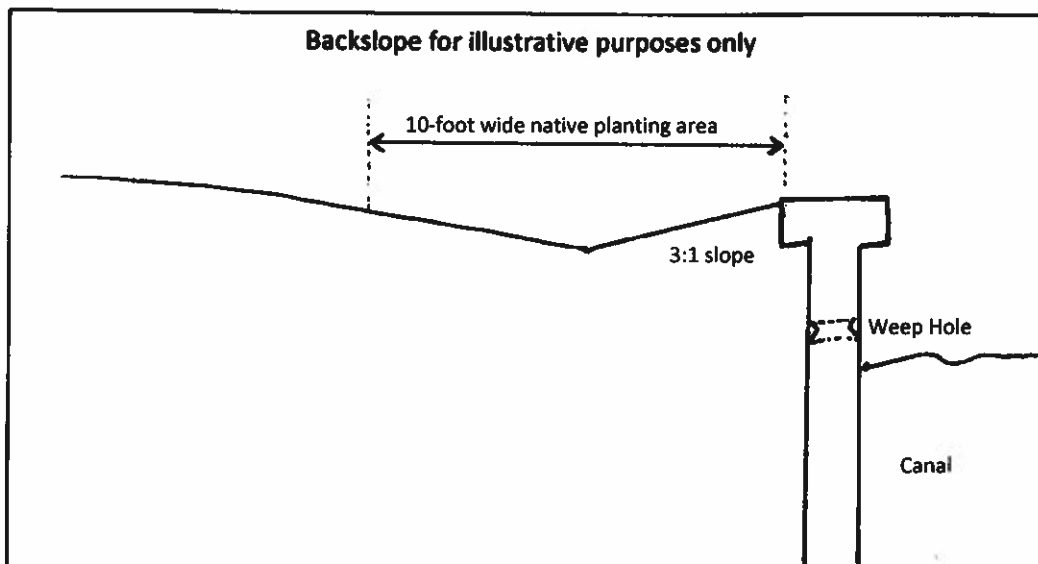 Backslope for illustrative purposes only
10-foot wide native planting area
3:1 slope
Weep Hole
Canal